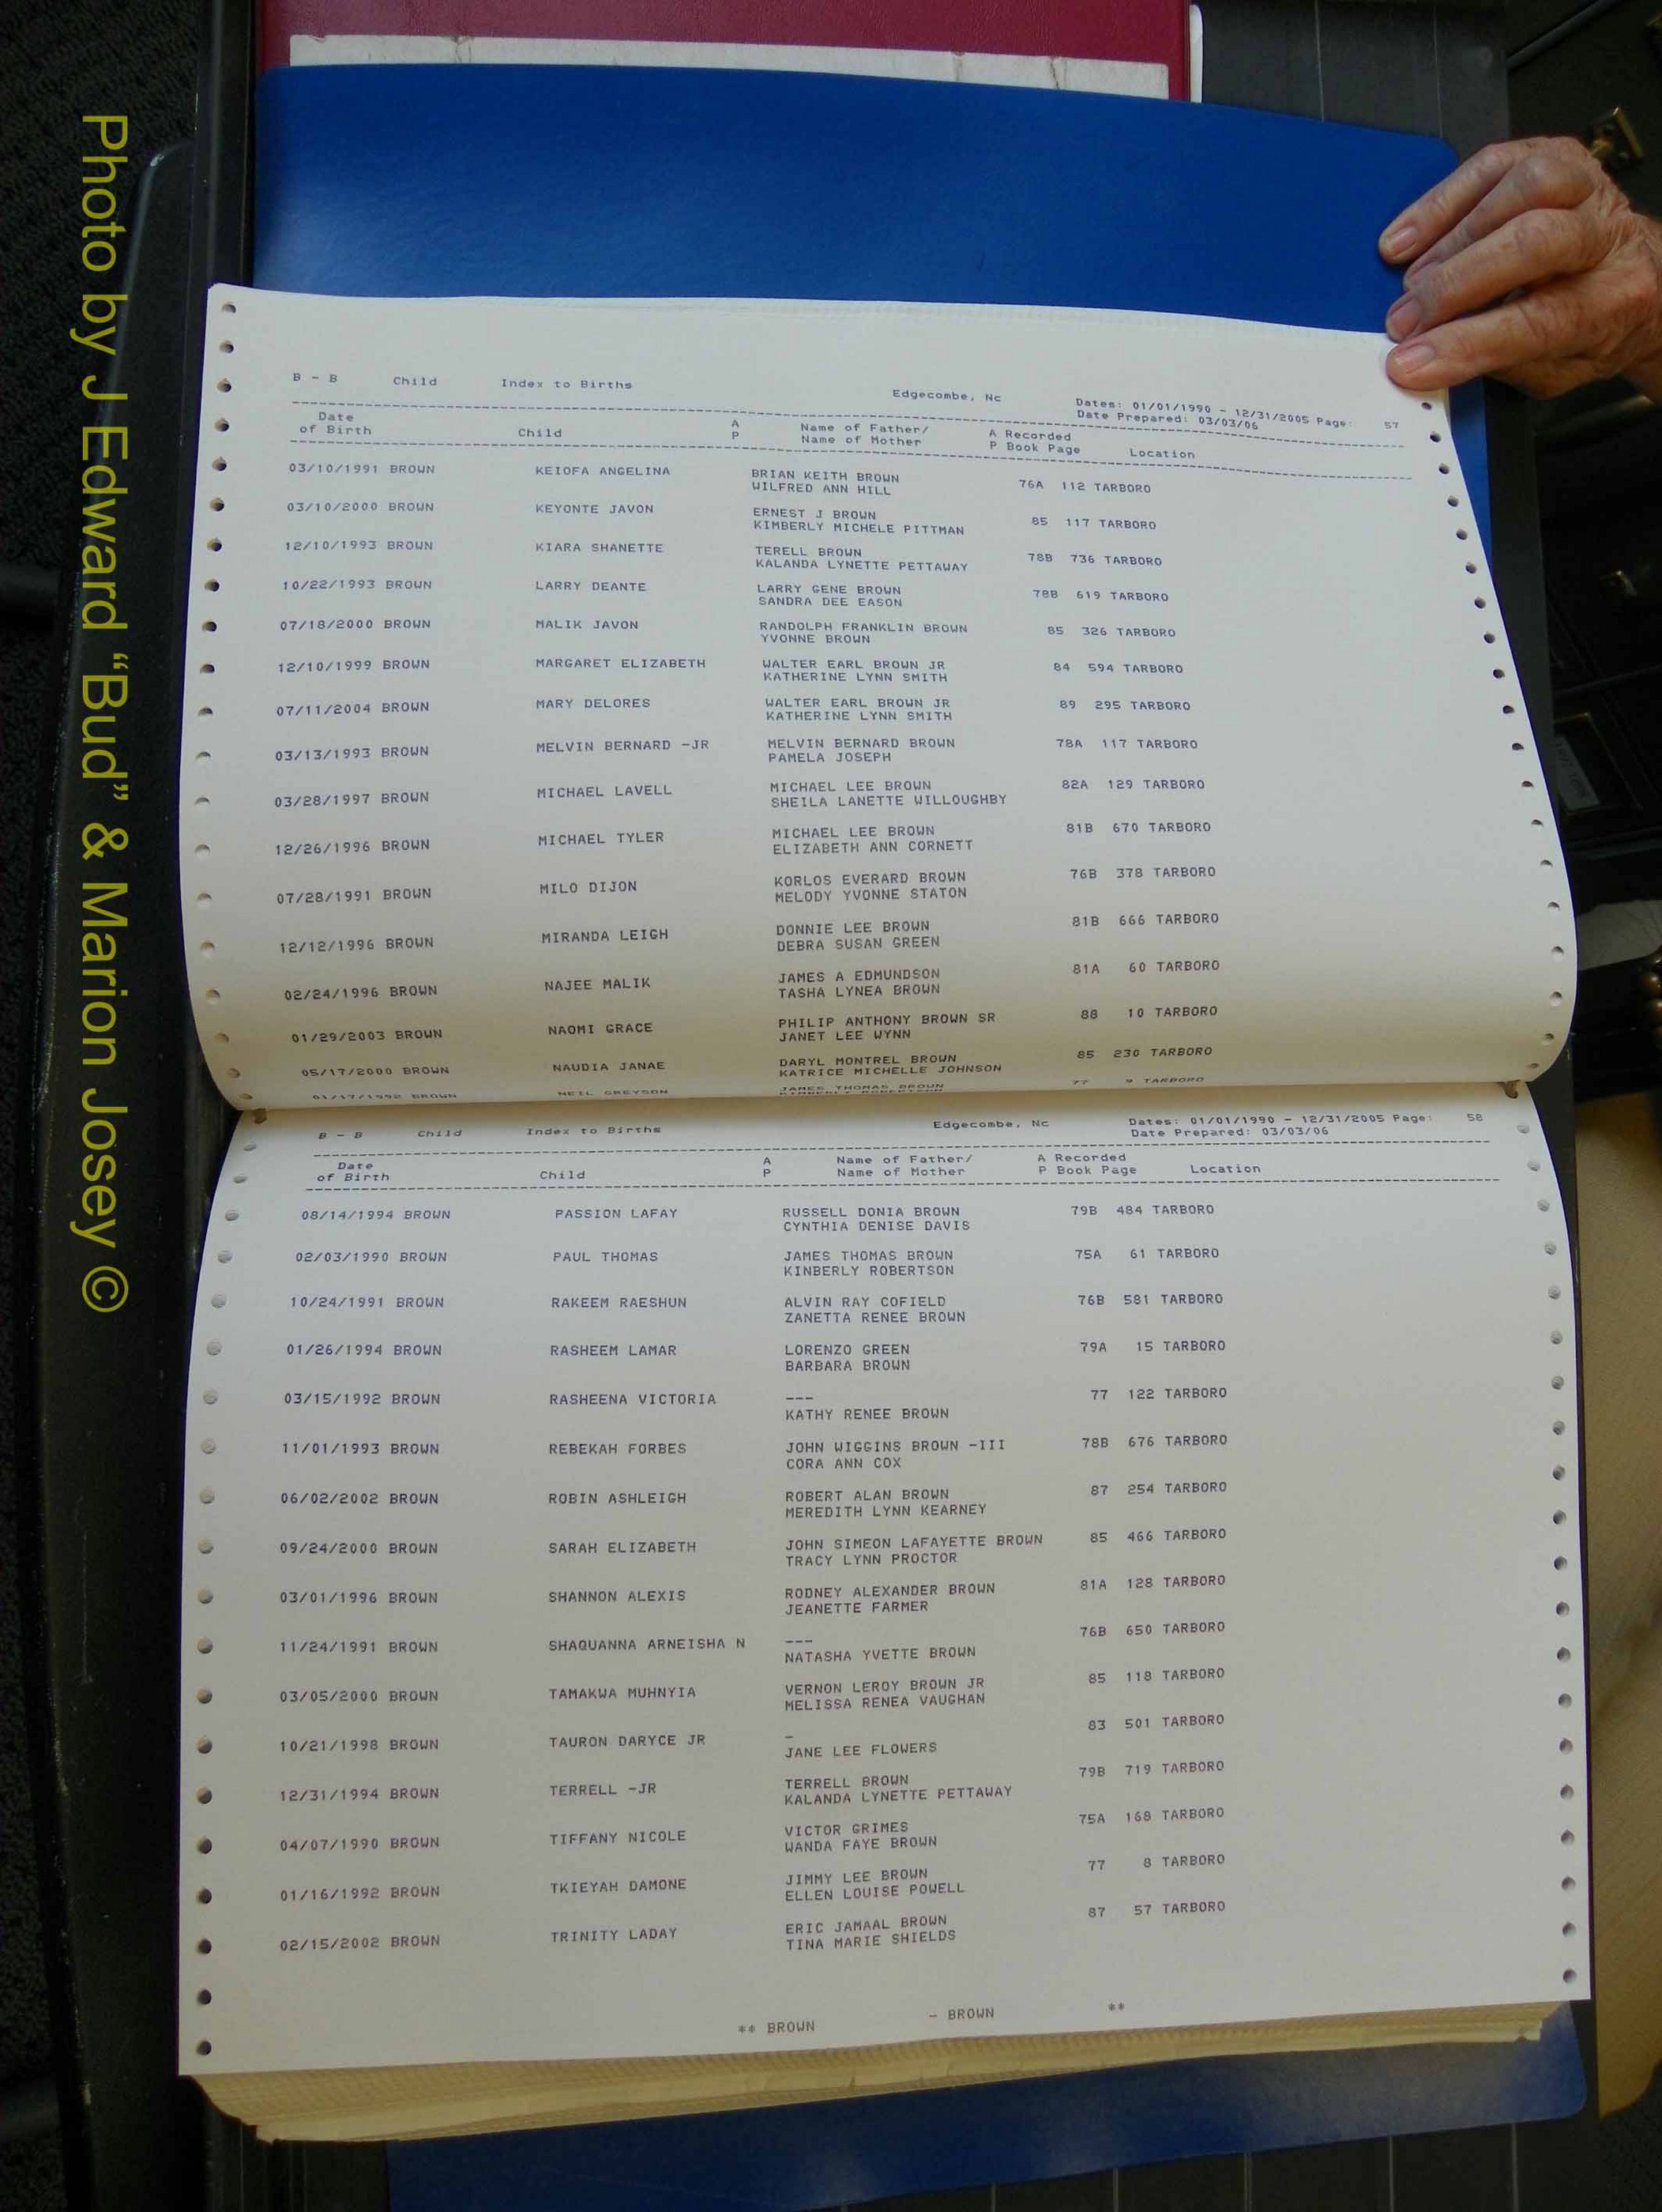 Photo by J Edward “Bud” & Marion Josey ©
B - B Child Index to Births Edgecombe, Nc Dates: 01/01/1990 - 12/31/2005 Page: 57
Date Prepared: 03/03/06
Date A Name of Father/ A Recorded
of Birth Child P Name of Mother P Book Page Location
03/10/1991 BROWN KEIOFA ANGELINA BRIAN KEITH BROWN 76A 112 TARBORO
WILFRED ANN HILL
03/10/2000 BROWN KEYONTE JAVON ERNEST J BROWN 85 117 TARBORO
KIMBERLY MICHELE PITTMAN
12/10/1993 BROWN KIARA SHANETTE TERELL BROWN 78B 736 TARBORO
KALANDA LYNETTE PETTAWAY
10/22/1993 BROWN LARRY DEANTE LARRY GENE BROWN 78B 619 TARBORO
SANDRA DEE EASON
07/18/2000 BROWN MALIK JAVON RANDOLPH FRANKLIN BROWN 85 326 TARBORO
YVONNE BROWN
12/10/1999 BROWN MARGARET ELIZABETH WALTER EARL BROWN JR 84 594 TARBORO
KATHERINE LYNN SMITH
07/11/2004 BROWN MARY DELORES WALTER EARL BROWN JR 89 295 TARBORO
KATHERINE LYNN SMITH
03/13/1993 BROWN MELVIN BERNARD -JR MELVIN BERNARD BROWN 78A 117 TARBORO
PAMELA JOSEPH
03/28/1997 BROWN MICHAEL LAVELL MICHAEL LEE BROWN 82A 129 TARBORO
SHEILA LANETTE WILLOUGHBY
12/26/1996 BROWN MICHAEL TYLER MICHAEL LEE BROWN 81B 670 TARBORO
ELIZABETH ANN CORNETT
07/28/1991 BROWN MILO DIJON KORLOS EVERARD BROWN 76B 378 TARBORO
MELODY YVONNE STATON
12/12/1996 BROWN MIRANDA LEIGH DONNIE LEE BROWN 81B 666 TARBORO
DEBRA SUSAN GREEN
02/24/1996 BROWN NAJEE MALIK JAMES A EDMUNDSON 81A 60 TARBORO
TASHA LYNEA BROWN
01/29/2003 BROWN NAOMI GRACE PHILIP ANTHONY BROWN SR 88 10 TARBORO
JANET LEE WYNN
05/17/2000 BROWN NAUDIA JANAE DARYL MONTREL BROWN 85 230 TARBORO
KATRICE MICHELLE JOHNSON
01/17/1992 BROWN NEIL GREYSON JAMES THOMAS BROWN 77 9 TARBORO
KIMBERLY ROBERTSON
B - B Child Index to Births Edgecombe, Nc Dates: 01/01/1990 - 12/31/2005 Page: 58
Date Prepared: 03/03/06
Date A Name of Father/ A Recorded
of Birth Child P Name of Mother P Book Page Location
08/14/1994 BROWN PASSION LAFAY RUSSELL DONIA BROWN 79B 484 TARBORO
CYNTHIA DENISE DAVIS
02/03/1990 BROWN PAUL THOMAS JAMES THOMAS BROWN 75A 61 TARBORO
KINBERLY ROBERTSON
10/24/1991 BROWN RAKEEM RAESHUN ALVIN RAY COFIELD 76B 581 TARBORO
ZANETTA RENEE BROWN
01/26/1994 BROWN RASHEEM LAMAR LORENZO GREEN 79A 15 TARBORO
BARBARA BROWN
03/15/1992 BROWN RASHEENA VICTORIA --- 77 122 TARBORO
KATHY RENEE BROWN
11/01/1993 BROWN REBEKAH FORBES JOHN WIGGINS BROWN -III 78B 676 TARBORO
CORA ANN COX
06/02/2002 BROWN ROBIN ASHLEIGH ROBERT ALAN BROWN 87 254 TARBORO
MEREDITH LYNN KEARNEY
09/24/2000 BROWN SARAH ELIZABETH JOHN SIMEON LAFAYETTE BROWN 85 466 TARBORO
TRACY LYNN PROCTOR
03/01/1996 BROWN SHANNON ALEXIS RODNEY ALEXANDER BROWN 81A 128 TARBORO
JEANETTE FARMER
11/24/1991 BROWN SHAQUANNA ARNEISHA N --- 76B 650 TARBORO
NATASHA YVETTE BROWN
03/05/2000 BROWN TAMAKWA MUHNYIA VERNON LEROY BROWN JR 85 118 TARBORO
MELISSA RENEA VAUGHAN
10/21/1998 BROWN TAURON DARYCE JR - 83 501 TARBORO
JANE LEE FLOWERS
12/31/1994 BROWN TERRELL -JR TERRELL BROWN 79B 719 TARBORO
KALANDA LYNETTE PETTAWAY
04/07/1990 BROWN TIFFANY NICOLE VICTOR GRIMES 75A 168 TARBORO
WANDA FAYE BROWN
01/16/1992 BROWN TKIEYAH DAMONE JIMMY LEE BROWN 77 8 TARBORO
ELLEN LOUISE POWELL
02/15/2002 BROWN TRINITY LADAY ERIC JAMAAL BROWN 87 57 TARBORO
TINA MARIE SHIELDS
** BROWN - BROWN **